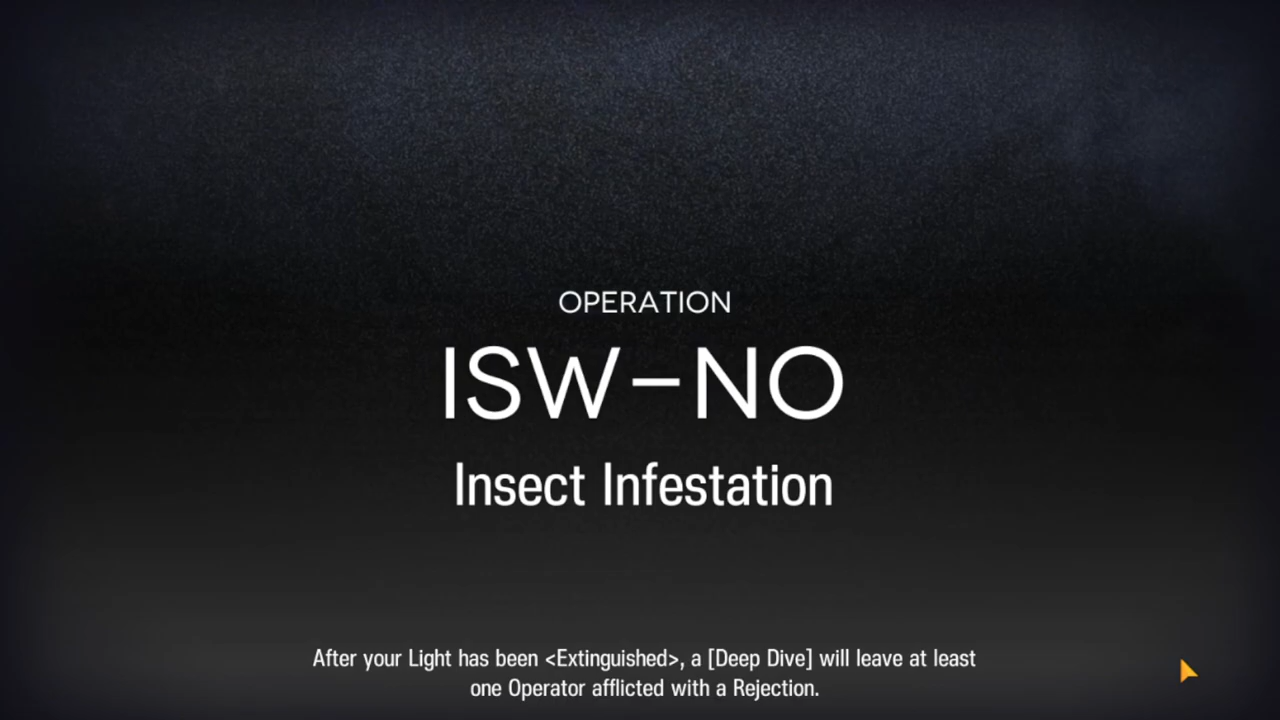 OPERATION
ISW-NO
Insect Infestation
After your Light has been <Extinguished>, a [Deep Dive] will leave at least
one Operator afflicted with a Rejection.